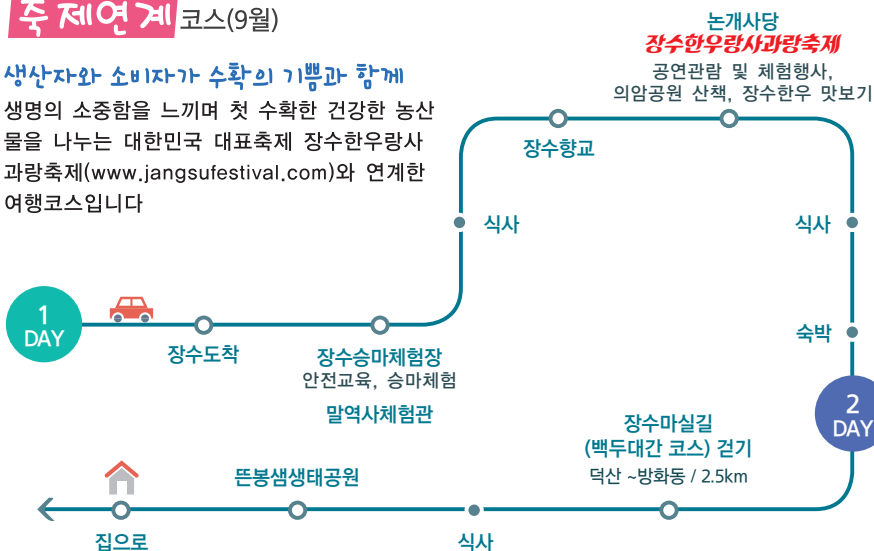 축제연계 코스(9월)
생산자와 소비자가 수확의 기쁨과 함께
생명의 소중함을 느끼며 첫 수확한 건강한 농산
물을 나누는 대한민국 대표축제 장수한우랑사
과랑축제(www.jangsufestival.com)와 연계한
여행코스입니다
1
DAY
장수도착
장수승마체험장
안전교육, 승마체험
말역사체험관
식사
장수향교
논개사당
장수한우랑사과랑축제
공연관람 및 체험행사,
의암공원 산책, 장수한우 맛보기
식사
숙박
2
DAY
장수마실길
(백두대간 코스) 걷기
덕산 ~방화동 / 2.5km
식사
뜬봉샘생태공원
집으로